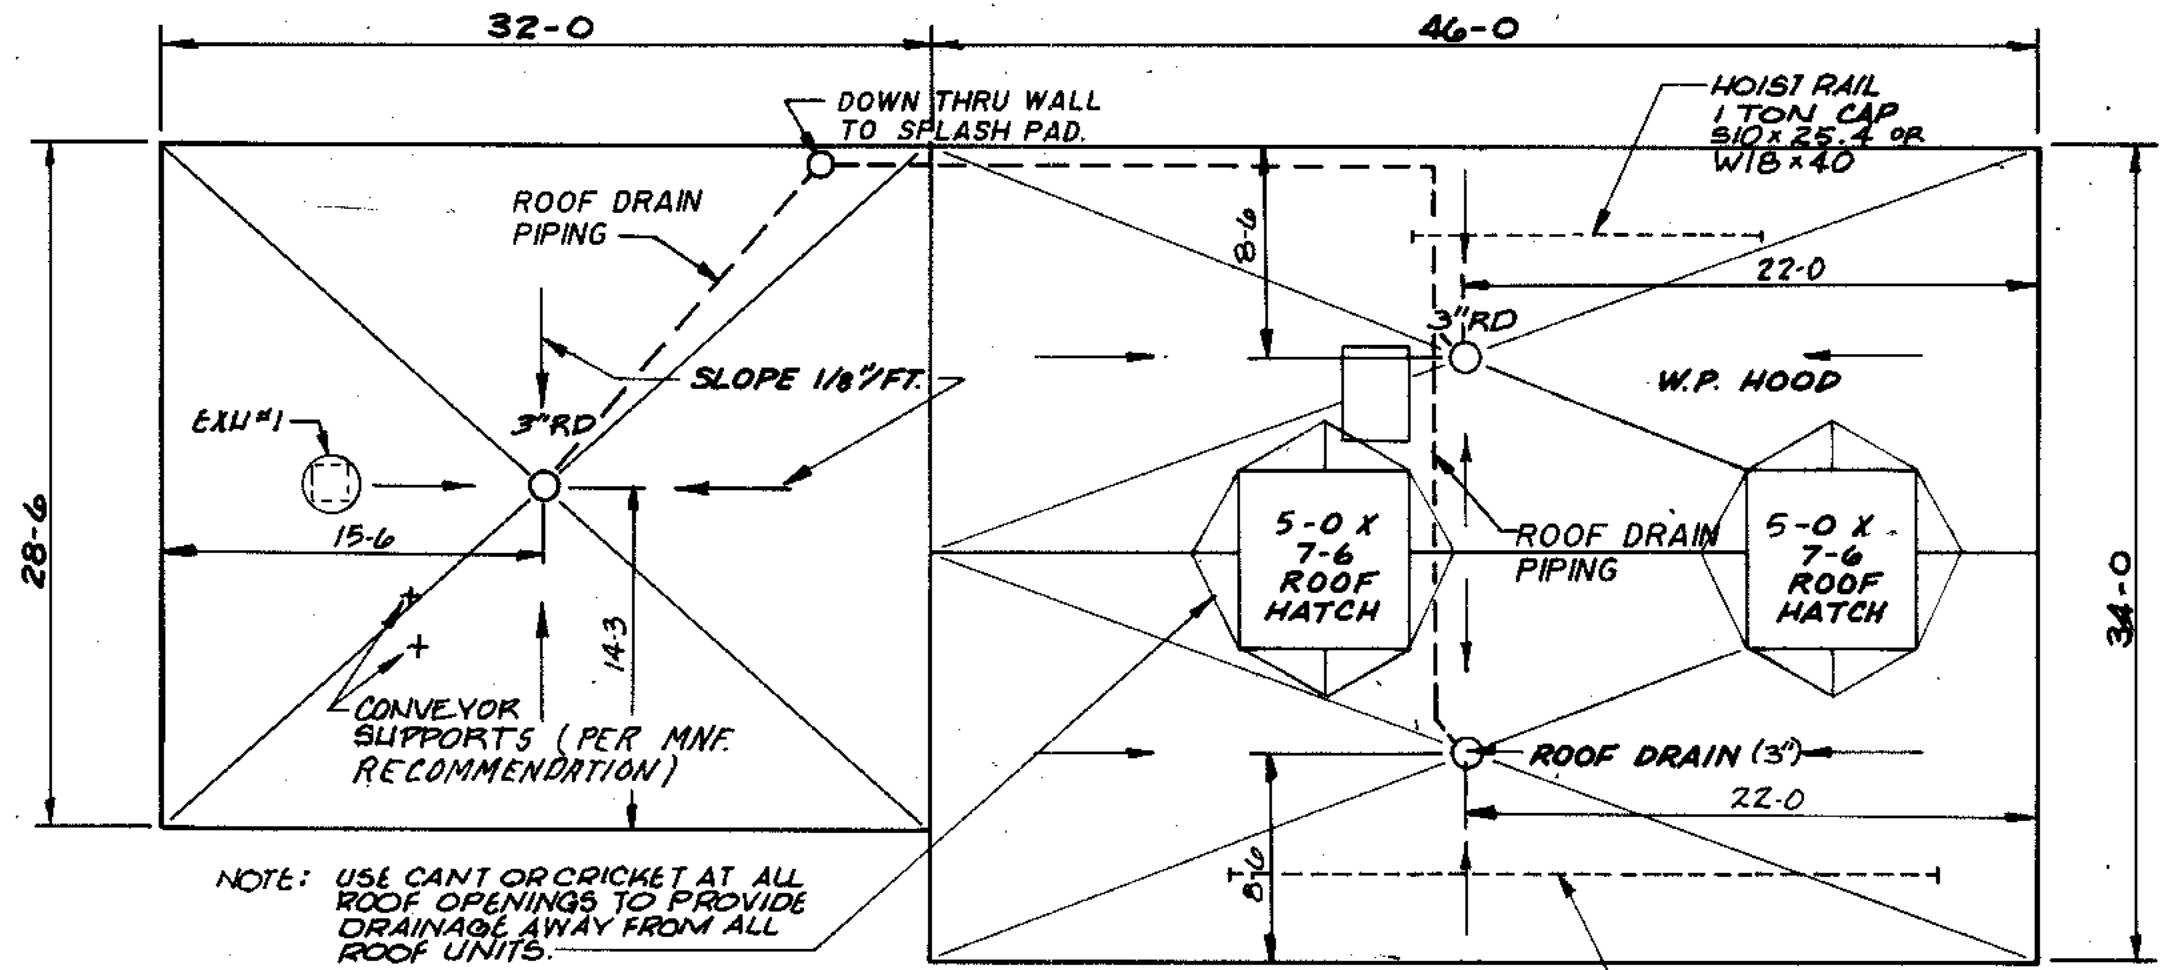 32-0
46-0
DOWN THRU WALL
TO SPLASH PAD.
HOIST RAIL
1 TON CAP
S10 x 25.4 OR
W18 x 40
ROOF DRAIN
PIPING
8-6
22-0
3"RD
SLOPE 1/8"/FT.
W.P. HOOD
EXH #1
3"RD
28-6
15-6
14-3
5-0 X
7-6
ROOF
HATCH
ROOF DRAIN
PIPING
5-0 X
7-6
ROOF
HATCH
34-0
CONVEYOR
SUPPORTS (PER MNF.
RECOMMENDATION)
ROOF DRAIN (3")
22-0
8-6
NOTE: USE CANT OR CRICKET AT ALL
ROOF OPENINGS TO PROVIDE
DRAINAGE AWAY FROM ALL
ROOF UNITS.